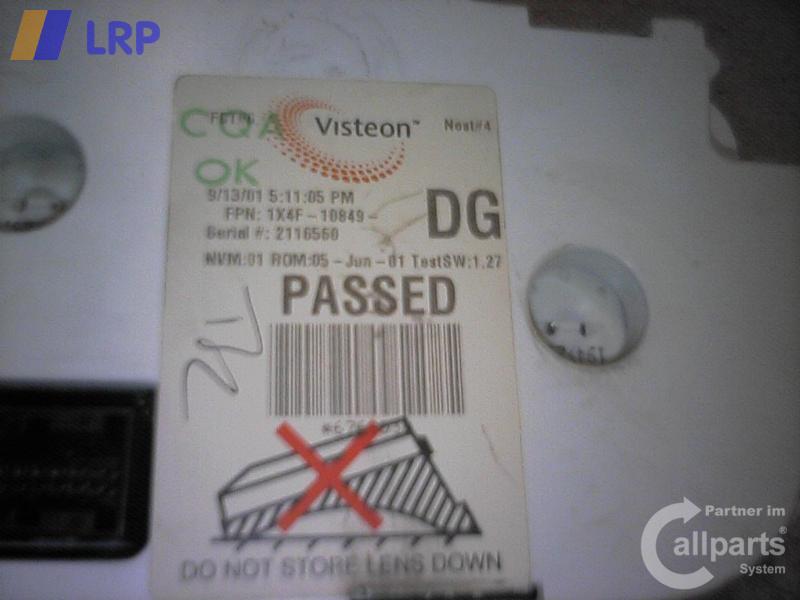 LRP
Visteon™ Nest#4
CQA
OK
9/13/01 5:11:05 PM
FPN: 1X4F-10849-
DG
Serial #: 2116560
NVM:01 ROM:05-Jun-01 TestSW:1.27
PASSED
DO NOT STORE LENS DOWN
Partner im
Callparts®
System